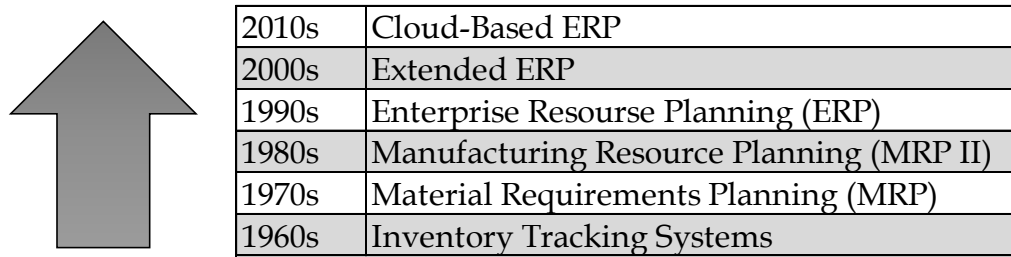 2010s Cloud-Based ERP
2000s Extended ERP
1990s Enterprise Resourse Planning (ERP)
1980s Manufacturing Resource Planning (MRP II)
1970s Material Requirements Planning (MRP)
1960s Inventory Tracking Systems